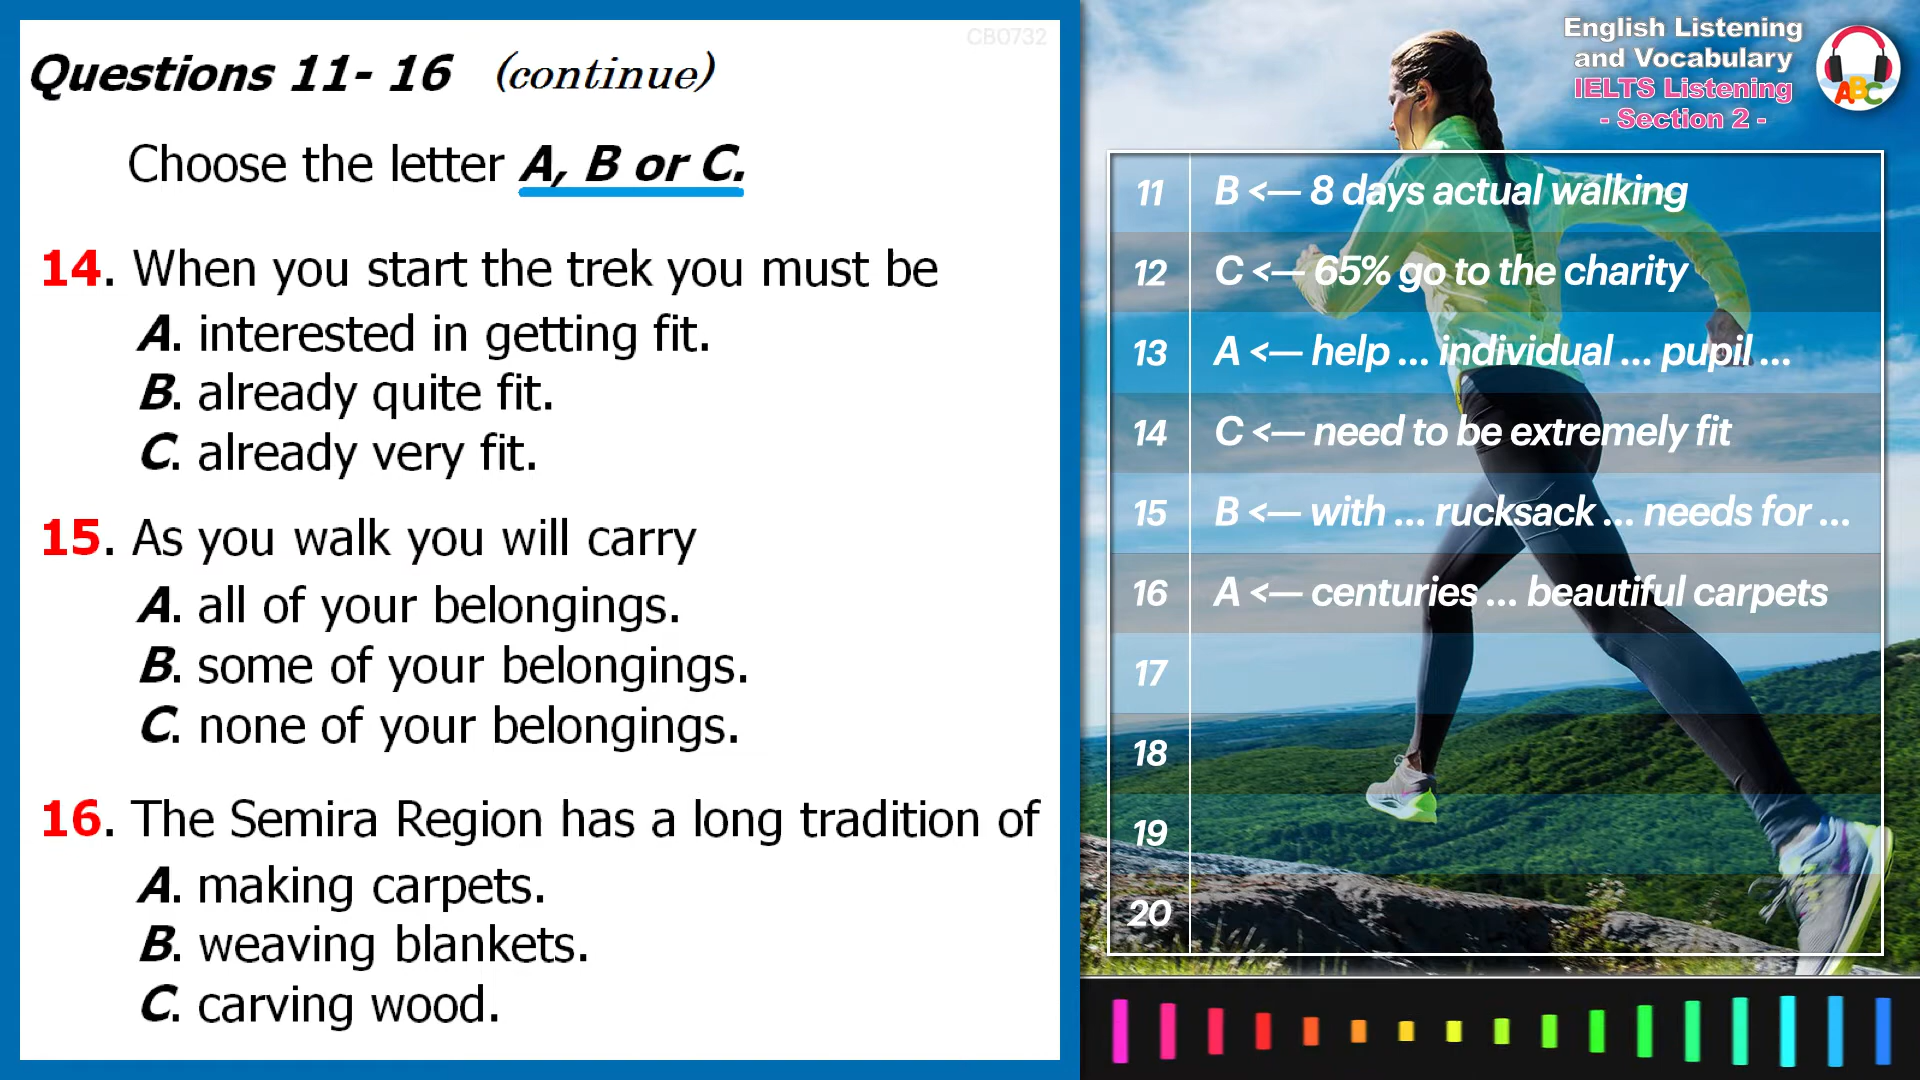 CB0732
Questions 11- 16 (continue)
Choose the letter A, B or C.
14. When you start the trek you must be
A. interested in getting fit.
B. already quite fit.
C. already very fit.
15. As you walk you will carry
A. all of your belongings.
B. some of your belongings.
C. none of your belongings.
16. The Semira Region has a long tradition of
A. making carpets.
B. weaving blankets.
C. carving wood.
English Listening
and Vocabulary
IELTS Listening
- Section 2 -
ABC
11 B <— 8 days actual walking
12 C <— 65% go to the charity
13 A <— help ... individual ... pupil ...
14 C <— need to be extremely fit
15 B <— with ... rucksack ... needs for ...
16 A <— centuries ... beautiful carpets
17
18
19
20